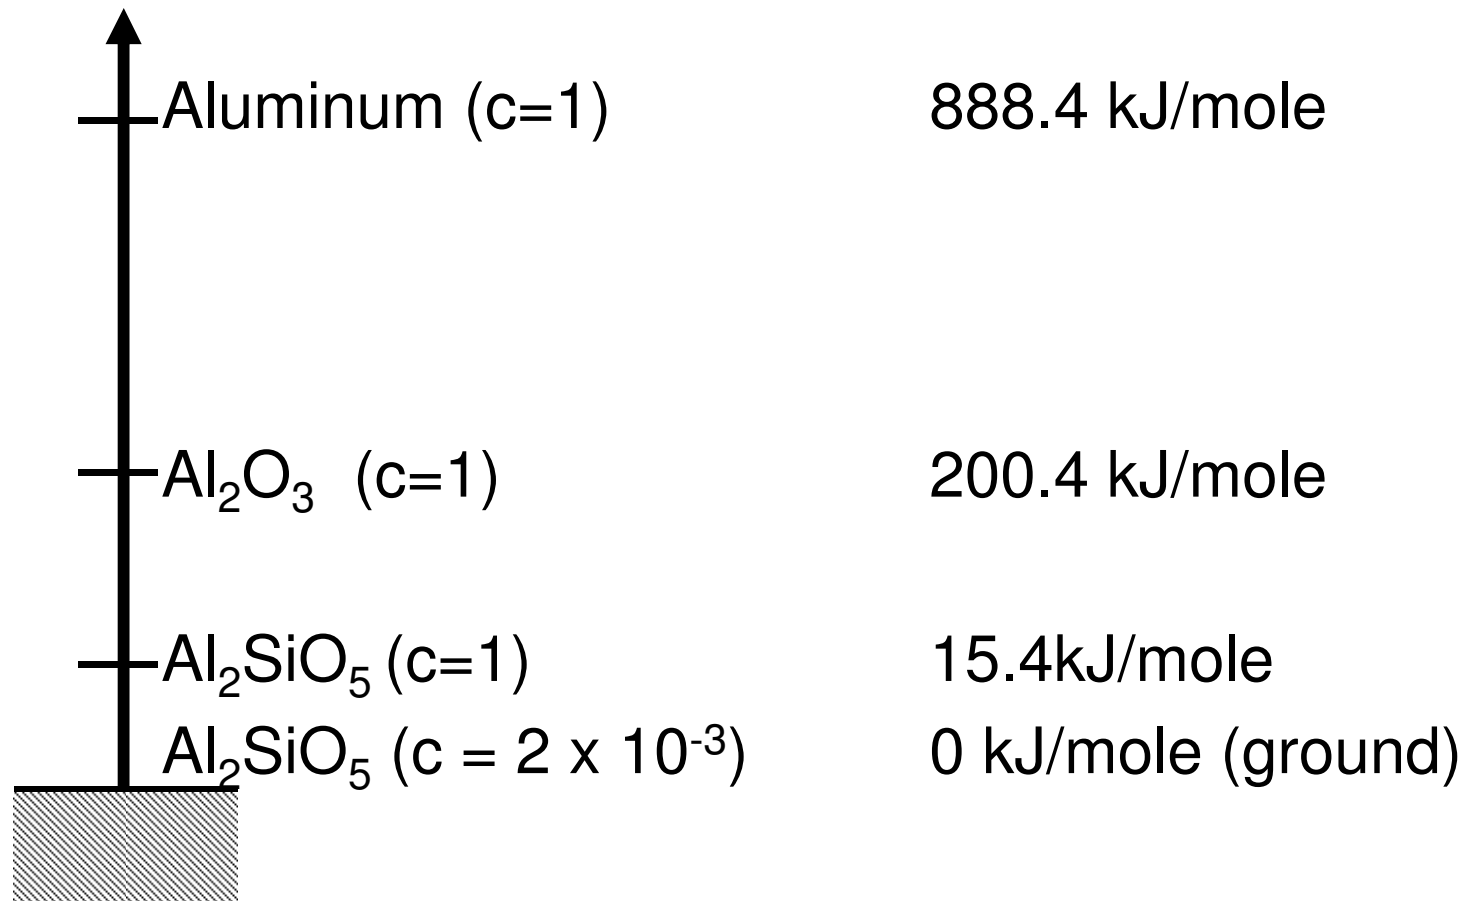 Aluminum (c=1) 888.4 kJ/mole
Al₂O₃ (c=1) 200.4 kJ/mole
Al₂SiO₅ (c=1) 15.4kJ/mole
Al₂SiO₅ (c = 2 x 10⁻³) 0 kJ/mole (ground)